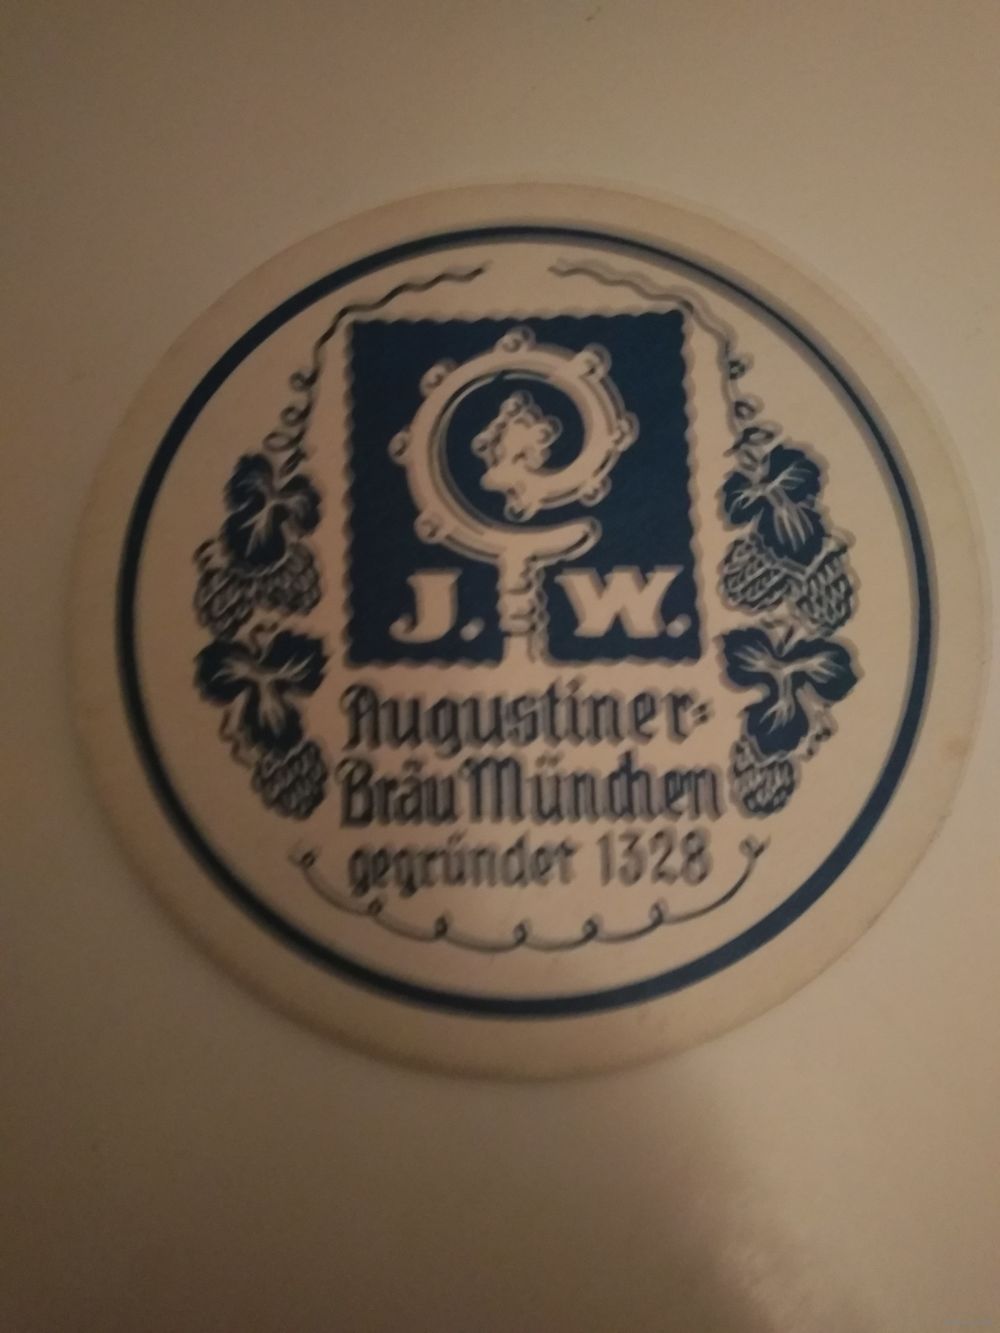 J. W.
Augustiner-
Bräu München
gegründet 1328